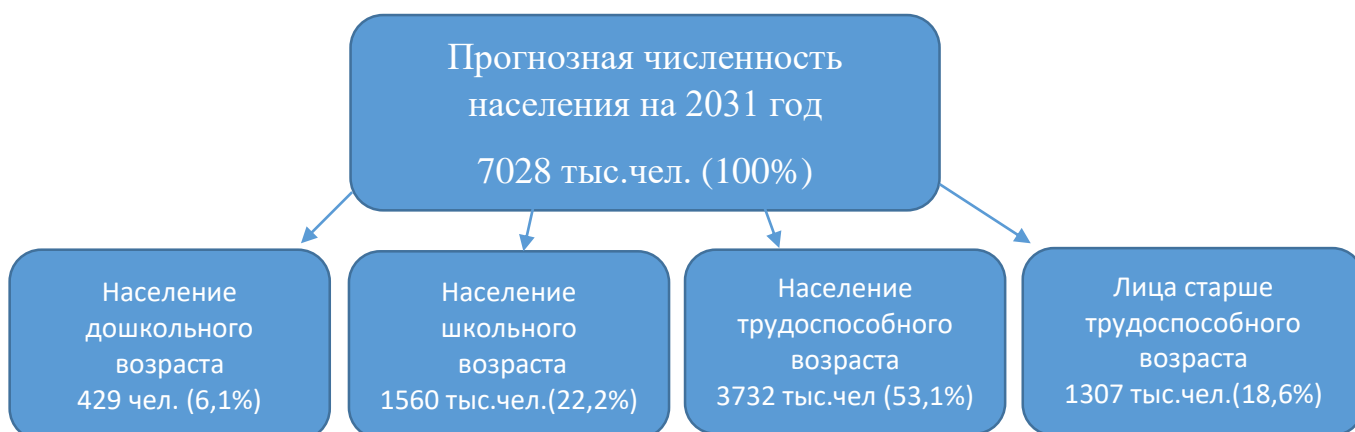 Прогнозная численность
населения на 2031 год
7028 тыс.чел. (100%)
Население
дошкольного
возраста
429 чел. (6,1%)
Население
школьного
возраста
1560 тыс.чел.(22,2%)
Население
трудоспособного
возраста
3732 тыс.чел (53,1%)
Лица старше
трудоспособного
возраста
1307 тыс.чел.(18,6%)